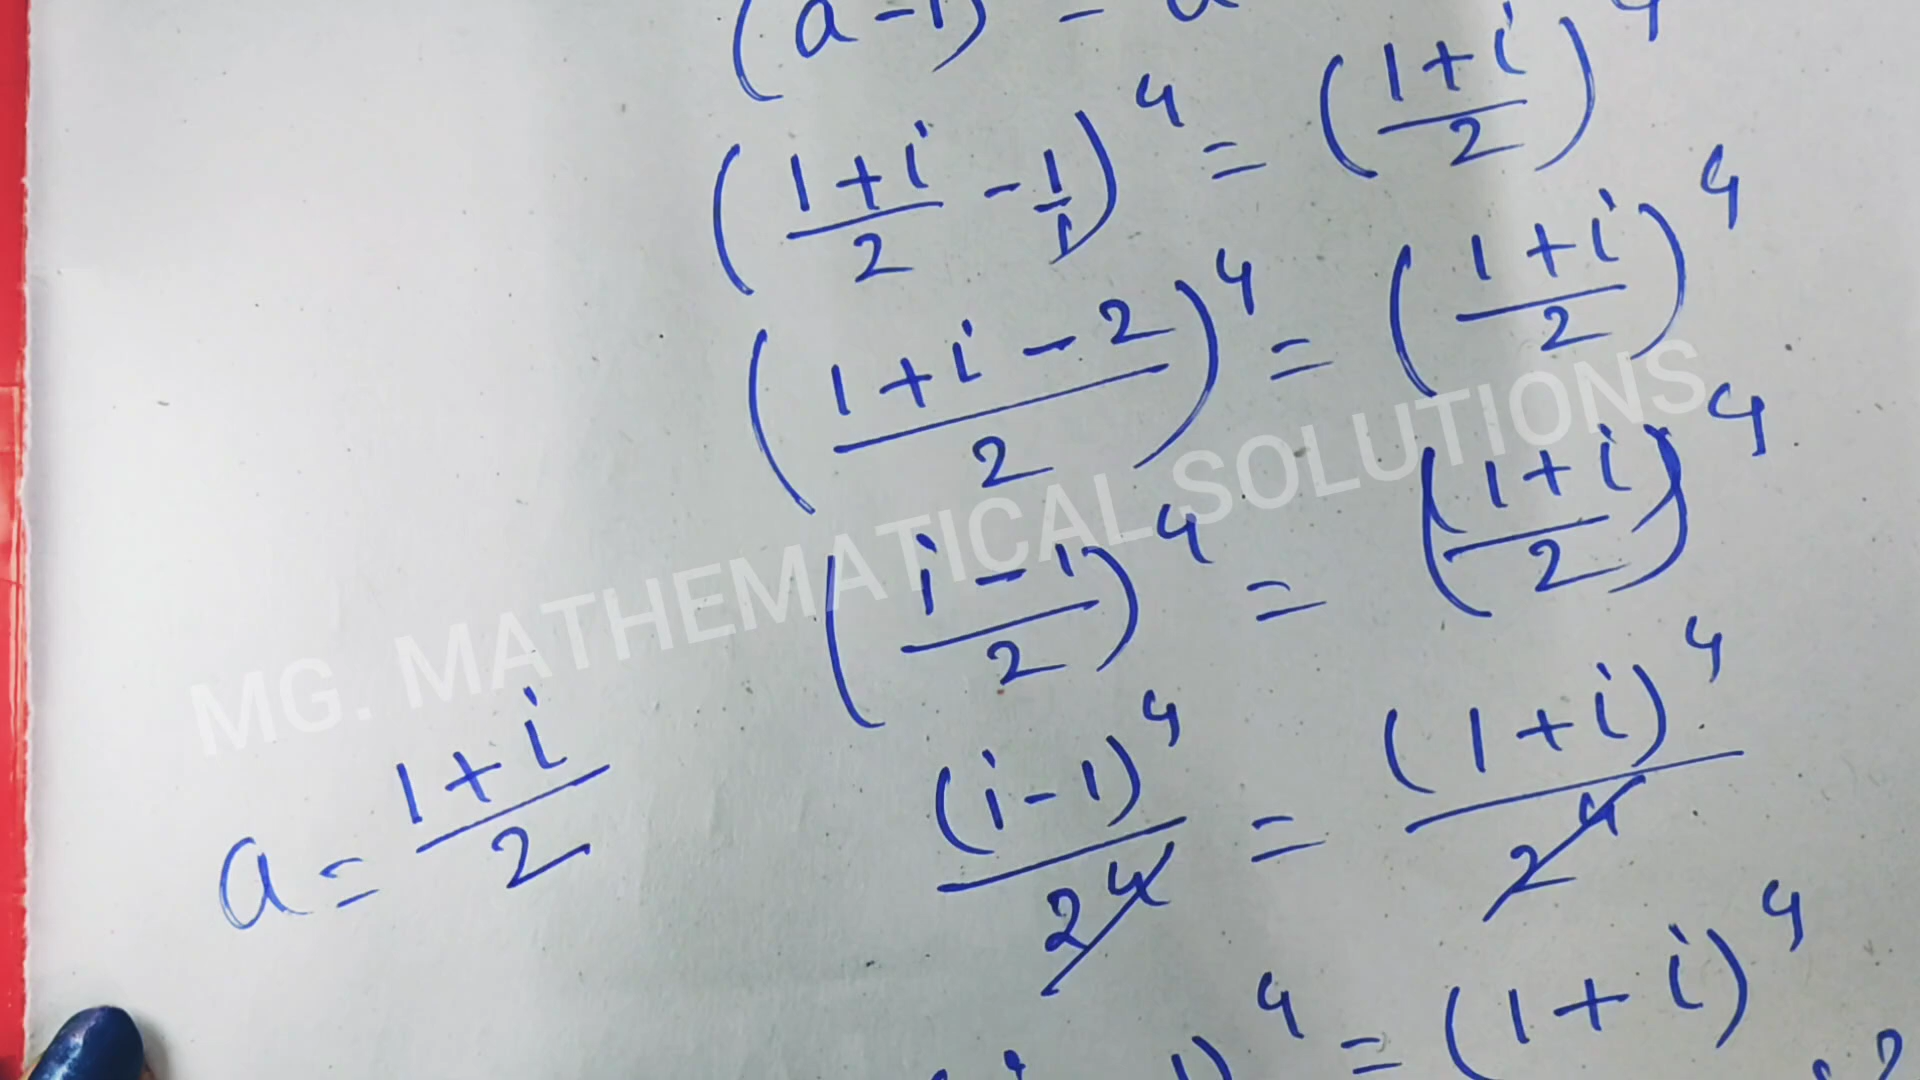 (a-1) = a
(1+i/2 - 1/1)^4 = (1+i/2)^4
(1+i-2/2)^4 = (1+i/2)^4
(i-1/2)^4 = (1+i/2)^4
MG. MATHEMATICAL SOLUTIONS
a = 1+i/2
(i-1)^4/2^4 = (1+i)^4/2^4
1)^4 = (1+i)^4